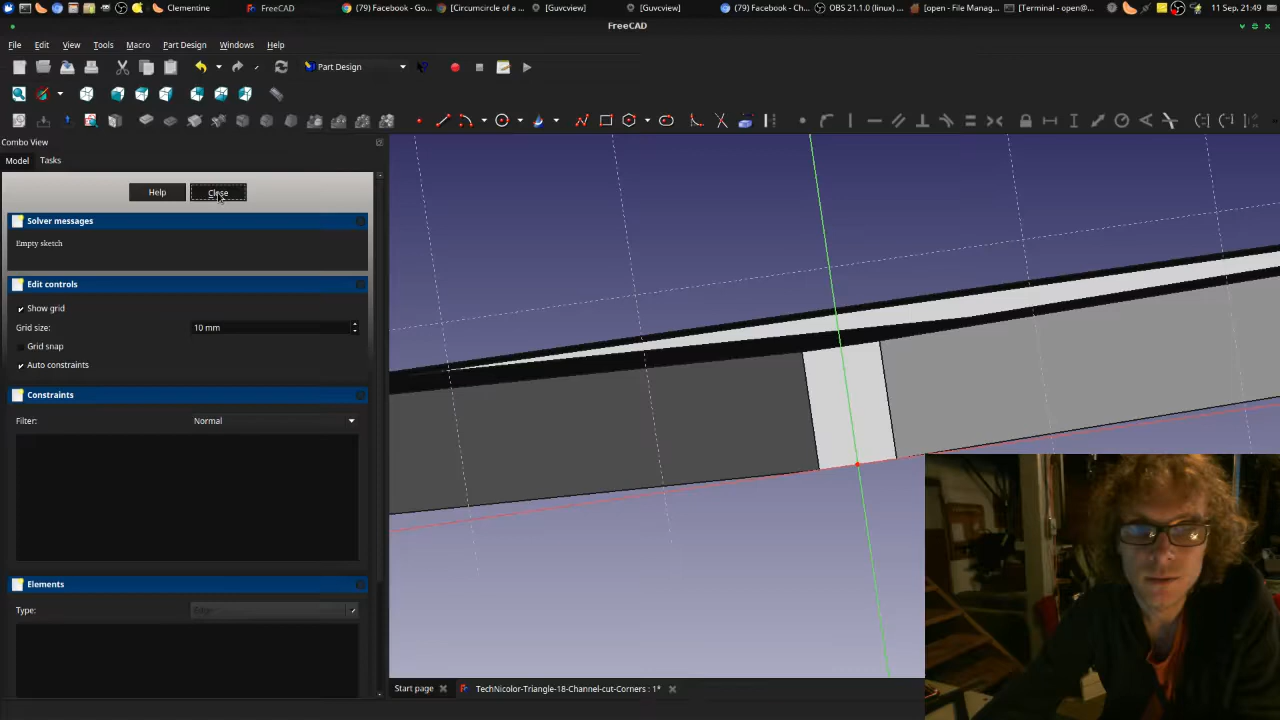 Clementine
FreeCAD
(79) Facebook - Go...
[Circumcircle of a ...
[Guvcview]
[Guvcview]
(79) Facebook - Ch...
OBS 21.1.0 (linux) ...
[open - File Manag...
[Terminal - open@...
11 Sep, 21:49
FreeCAD
File Edit View Tools Macro Part Design Windows Help
Part Design
Combo View
Model Tasks
Help Close
Solver messages
Empty sketch
Edit controls
Show grid
Grid size: 10 mm
Grid snap
Auto constraints
Constraints
Filter: Normal
Elements
Type: Edge
Start page
TechNicolor-Triangle-18-Channel-cut-Corners : 1*